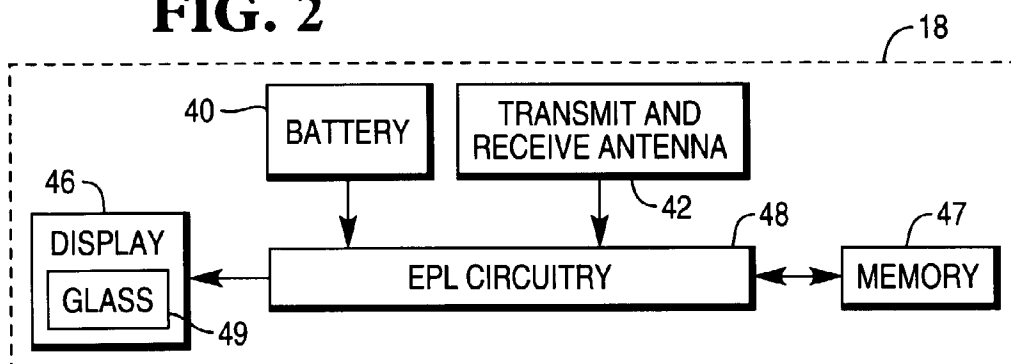 FIG. 2
18
40
BATTERY
TRANSMIT AND
RECEIVE ANTENNA
42
46
DISPLAY
GLASS
49
48
EPL CIRCUITRY
47
MEMORY